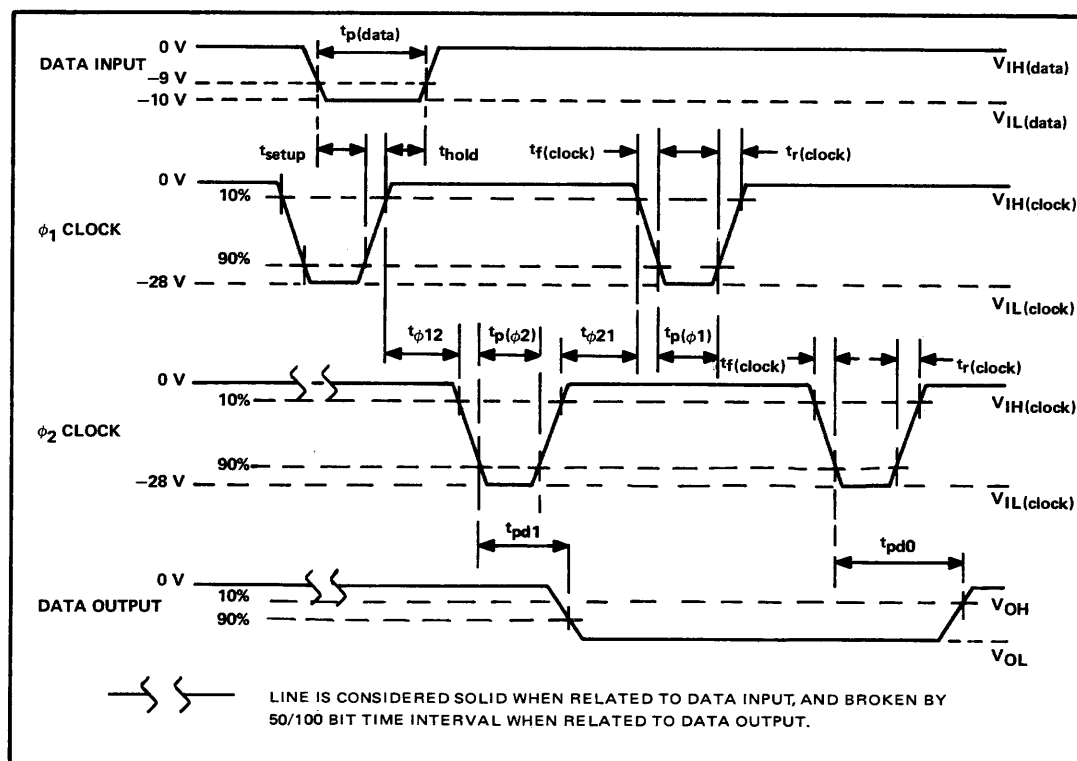 tp(data)
0 V
DATA INPUT
VIH(data)
−9 V
−10 V
VIL(data)
tsetup
thold
tf(clock)
tr(clock)
0 V
10%
VIH(clock)
ϕ1 CLOCK
90%
−28 V
VIL(clock)
tϕ12
tp(ϕ2)
tϕ21
tp(ϕ1)
tf(clock)
tr(clock)
0 V
10%
VIH(clock)
ϕ2 CLOCK
90%
−28 V
VIL(clock)
tpd1
tpd0
0 V
10%
DATA OUTPUT
VOH
90%
VOL
LINE IS CONSIDERED SOLID WHEN RELATED TO DATA INPUT, AND BROKEN BY
50/100 BIT TIME INTERVAL WHEN RELATED TO DATA OUTPUT.